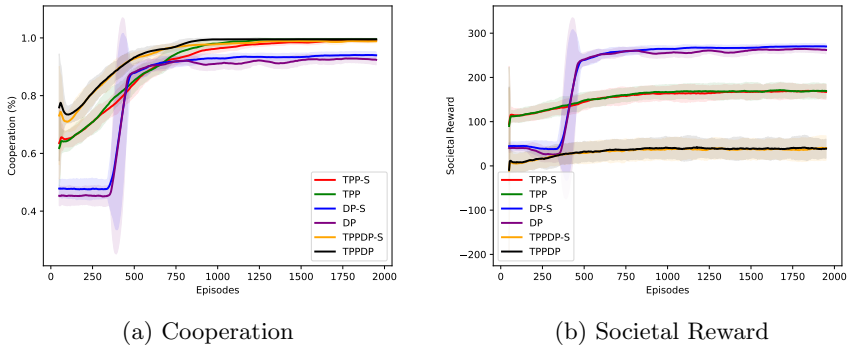 1.0
0.8
0.6
0.4
Cooperation (%)
0 250 500 750 1000 1250 1500 1750 2000
Episodes
TPP-S
TPP
DP-S
DP
TPPDP-S
TPPDP
(a) Cooperation
300
200
100
0
−100
−200
Societal Reward
0 250 500 750 1000 1250 1500 1750 2000
Episodes
TPP-S
TPP
DP-S
DP
TPPDP-S
TPPDP
(b) Societal Reward